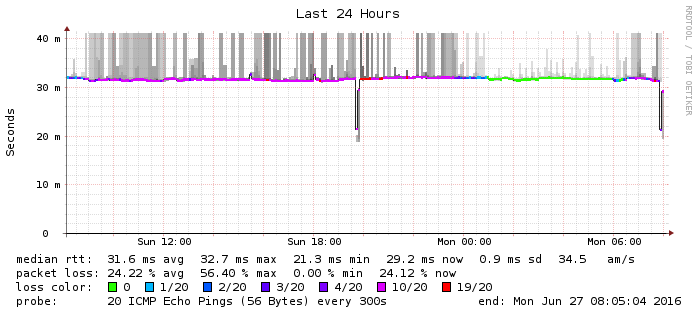 Last 24 Hours
RRDTOOL / TOBI OETIKER
Seconds
40 m
30 m
20 m
10 m
0
Sun 12:00 Sun 18:00 Mon 00:00 Mon 06:00
median rtt: 31.6 ms avg 32.7 ms max 21.3 ms min 29.2 ms now 0.9 ms sd 34.5 am/s
packet loss: 24.22 % avg 56.40 % max 0.00 % min 24.12 % now
loss color: 0 1/20 2/20 3/20 4/20 10/20 19/20
probe: 20 ICMP Echo Pings (56 Bytes) every 300s end: Mon Jun 27 08:05:04 2016